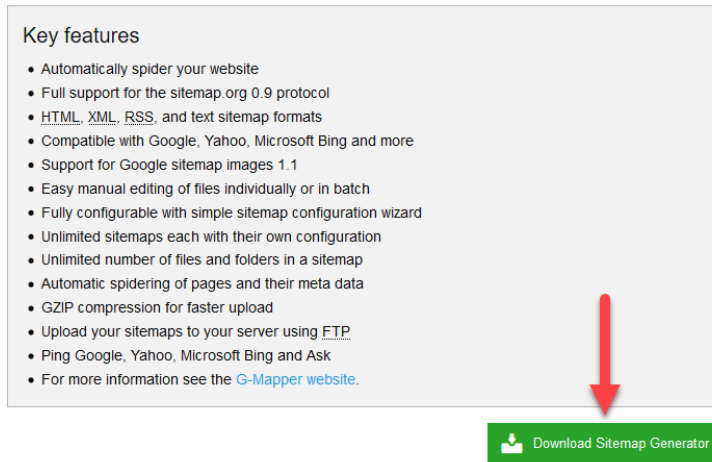 Key features
Automatically spider your website
Full support for the sitemap.org 0.9 protocol
HTML, XML, RSS, and text sitemap formats
Compatible with Google, Yahoo, Microsoft Bing and more
Support for Google sitemap images 1.1
Easy manual editing of files individually or in batch
Fully configurable with simple sitemap configuration wizard
Unlimited sitemaps each with their own configuration
Unlimited number of files and folders in a sitemap
Automatic spidering of pages and their meta data
GZIP compression for faster upload
Upload your sitemaps to your server using FTP
Ping Google, Yahoo, Microsoft Bing and Ask
For more information see the G-Mapper website.
Download Sitemap Generator